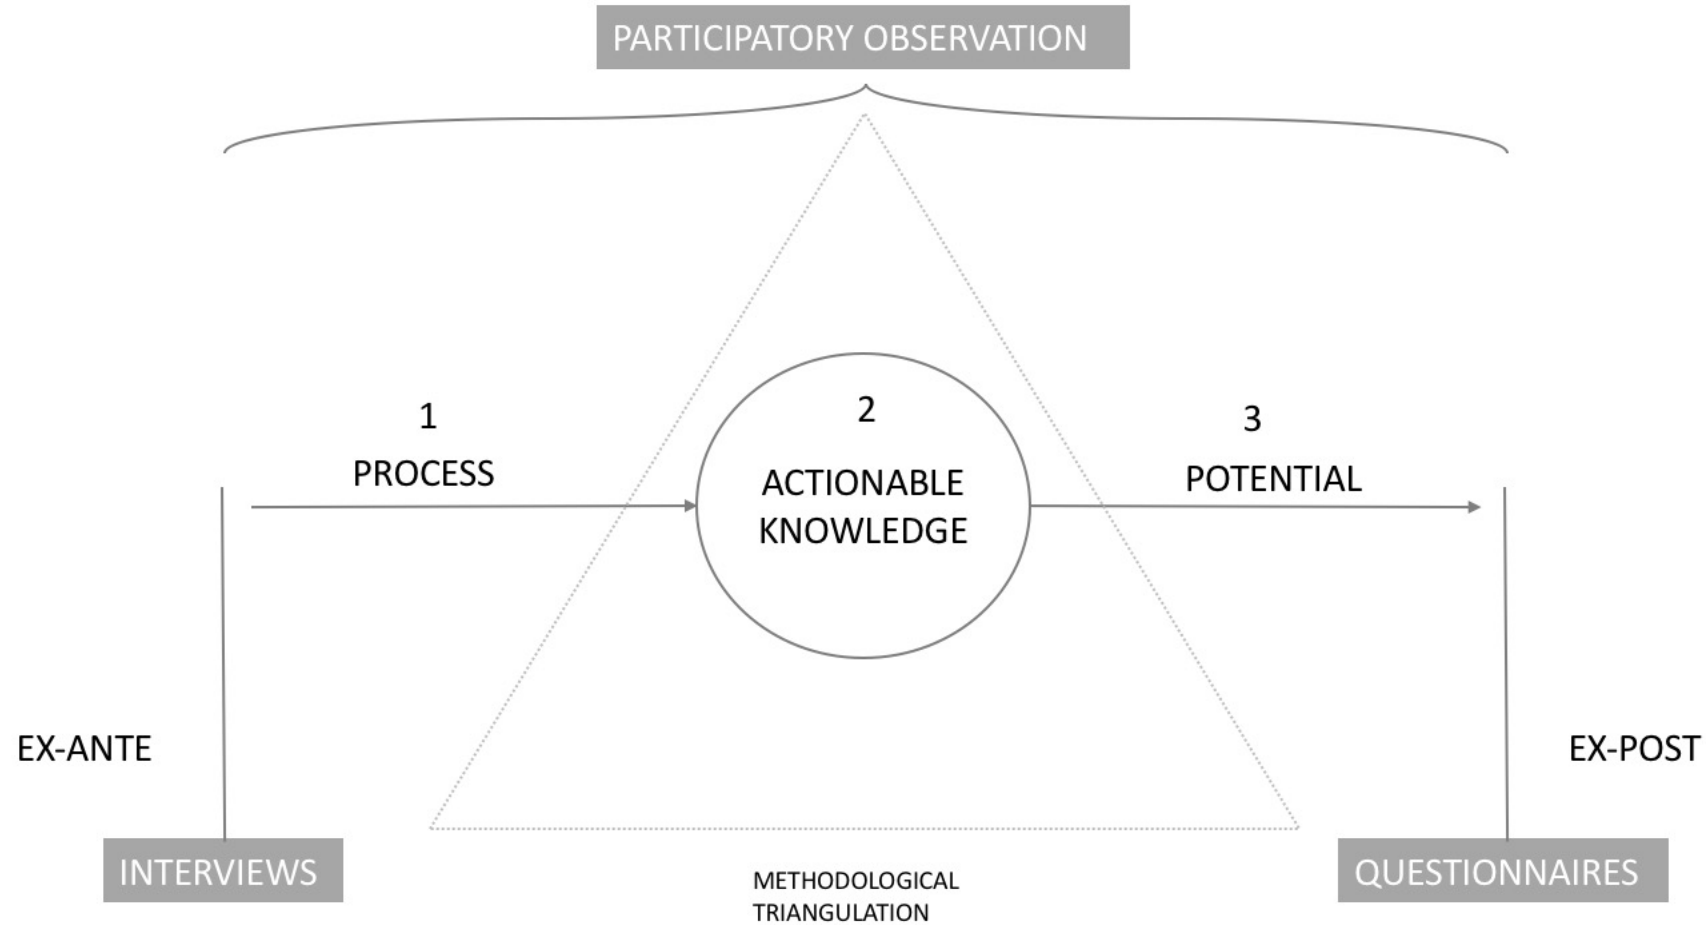 PARTICIPATORY OBSERVATION
1
PROCESS
2
ACTIONABLE
KNOWLEDGE
3
POTENTIAL
EX-ANTE
EX-POST
INTERVIEWS
QUESTIONNAIRES
METHODOLOGICAL
TRIANGULATION